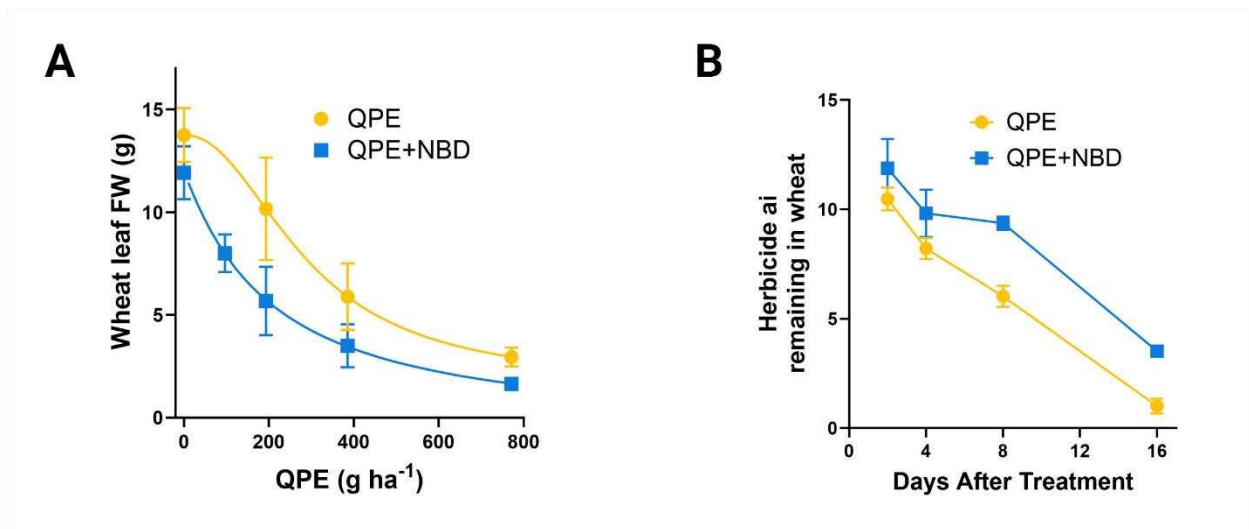 A
Wheat leaf FW (g)
15
10
5
0
QPE
QPE+NBD
0 200 400 600 800
QPE (g ha⁻¹)
B
Herbicide ai
remaining in wheat
15
10
5
0
QPE
QPE+NBD
0 4 8 12 16
Days After Treatment